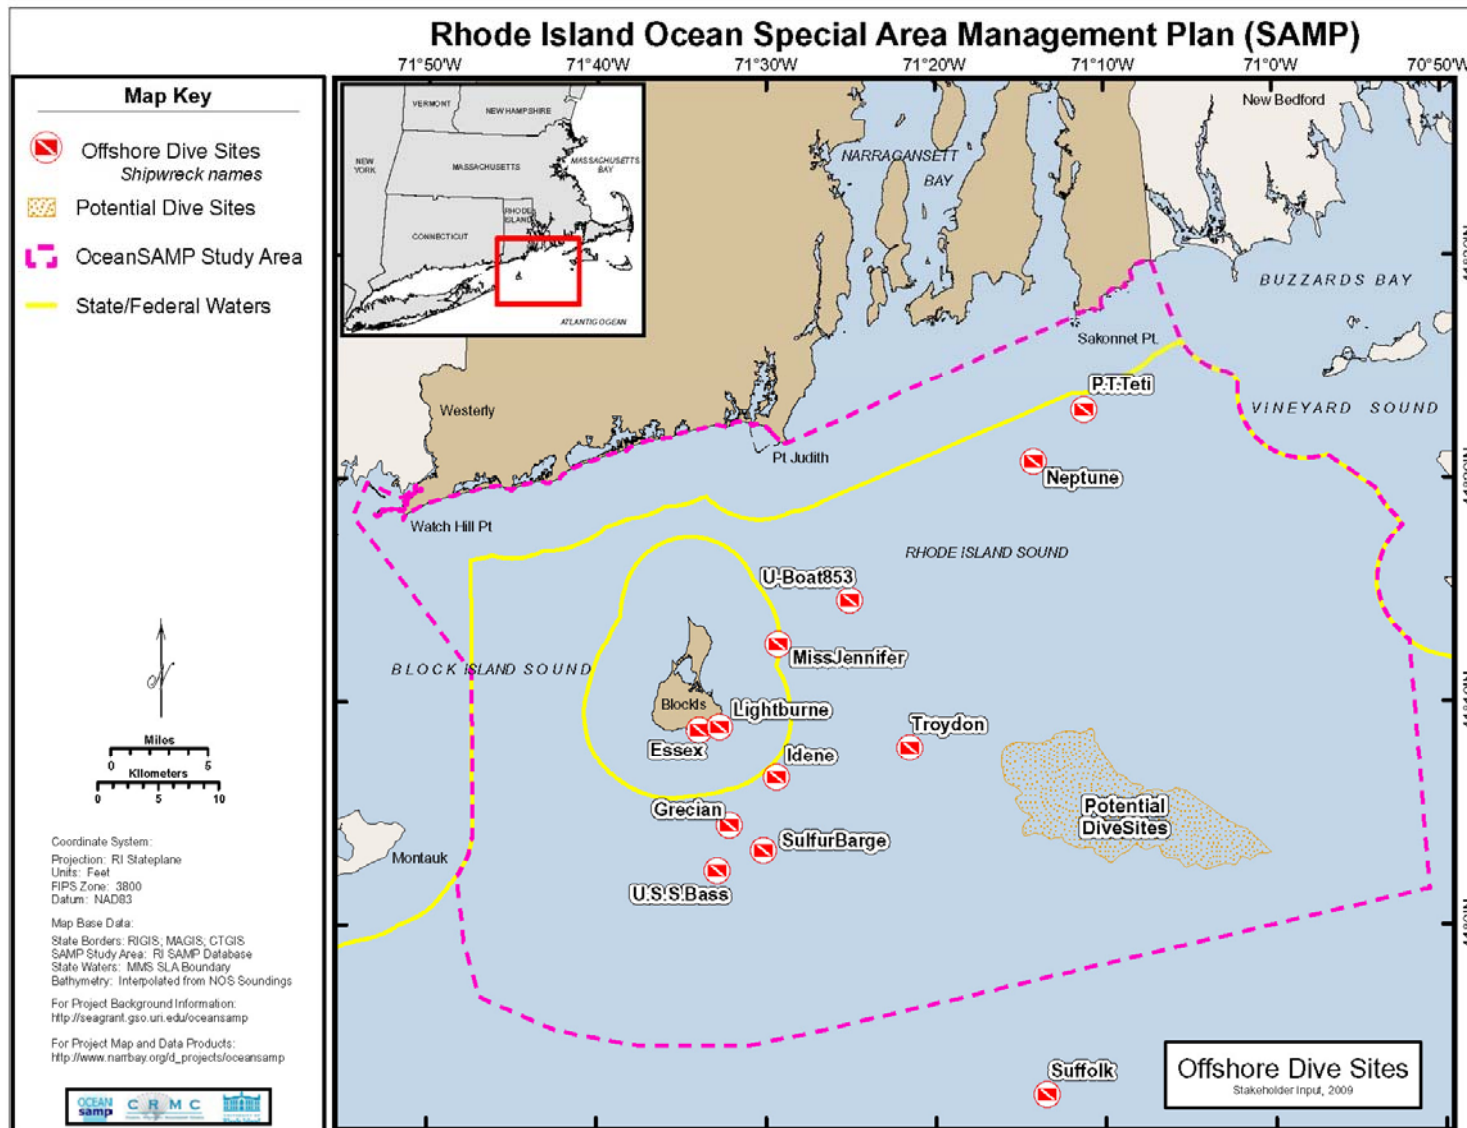 Rhode Island Ocean Special Area Management Plan (SAMP)
71°50'W 71°40'W 71°30'W 71°20'W 71°10'W 71°0'W 70°50'W
Map Key
Offshore Dive Sites
Shipwreck names
Potential Dive Sites
OceanSAMP Study Area
State/Federal Waters
VERMONT
NEW HAMPSHIRE
NEW
YORK
MASSACHUSETTS
MASSACHUSETTS
BAY
RHODE
ISLAND
CONNECTICUT
ATLANTIC OCEAN
New Bedford
NARRAGANSETT
BAY
BUZZARDS BAY
Sakonnet Pt.
P.T.Teti
VINEYARD SOUND
Westerly
Pt Judith
Neptune
Watch Hill Pt
RHODE ISLAND SOUND
U-Boat853
MissJennifer
BLOCK ISLAND SOUND
BlockIs
Lightburne
Essex
Troydon
Idene
Grecian
Potential
DiveSites
SulfurBarge
Montauk
U.S.S.Bass
Suffolk
N
Miles
0 5
Kilometers
0 5 10
Coordinate System:
Projection: RI Stateplane
Units: Feet
FIPS Zone: 3800
Datum: NAD83
Map Base Data:
State Borders: RIGIS; MAGIS; CTGIS
SAMP Study Area: RI SAMP Database
State Waters: MMS SLA Boundary
Bathymetry: Interpolated from NOS Soundings
For Project Background Information:
http://seagrant.gso.uri.edu/oceansamp
For Project Map and Data Products:
http://www.narrbay.org/d_projects/oceansamp
OCEAN
samp
CRMC
Offshore Dive Sites
Stakeholder Input, 2009